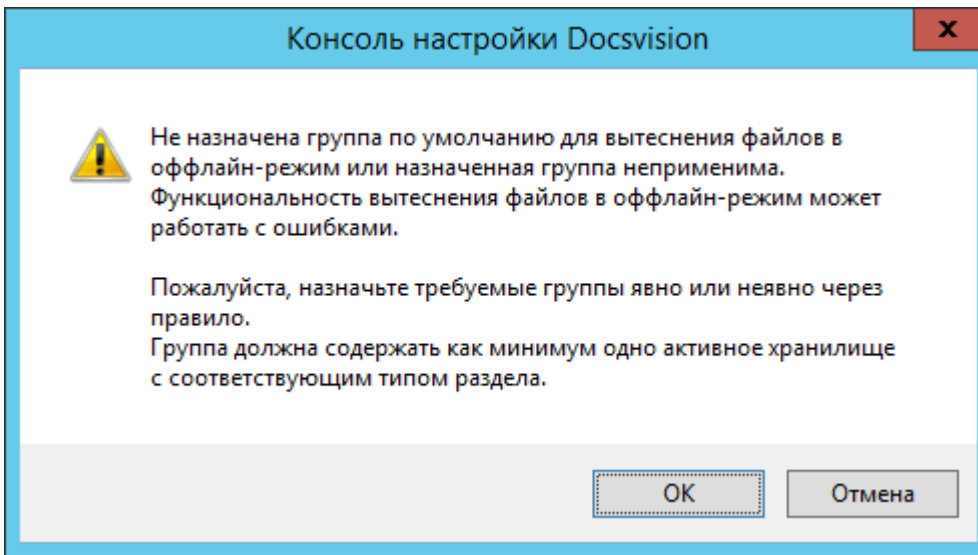 Консоль настройки Docsvision
x
Не назначена группа по умолчанию для вытеснения файлов в
оффлайн-режим или назначенная группа неприменима.
Функциональность вытеснения файлов в оффлайн-режим может
работать с ошибками.
Пожалуйста, назначьте требуемые группы явно или неявно через
правило.
Группа должна содержать как минимум одно активное хранилище
с соответствующим типом раздела.
OK
Отмена